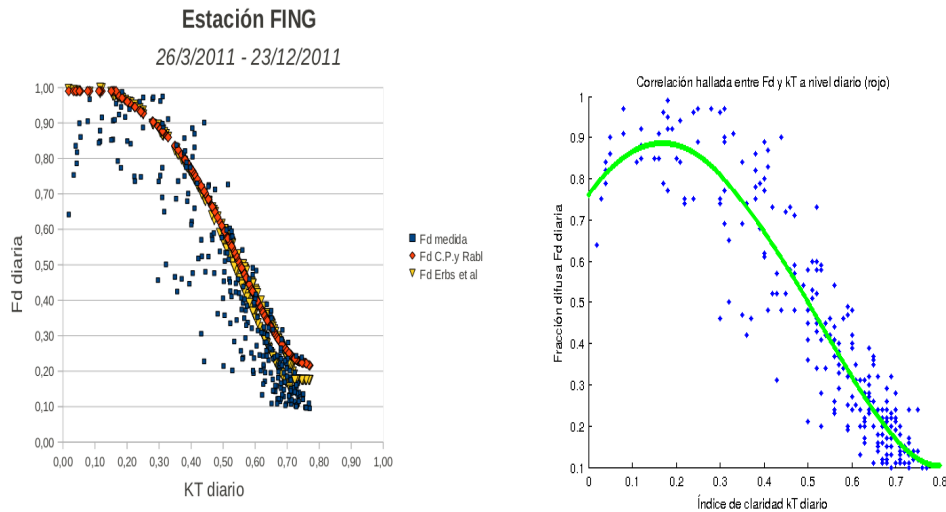 Estación FING
26/3/2011 - 23/12/2011
1,00
0,90
0,80
0,70
0,60
0,50
0,40
0,30
0,20
0,10
0,00
0,00 0,10 0,20 0,30 0,40 0,50 0,60 0,70 0,80 0,90 1,00
Fd diaria
KT diario
Fd medida
Fd C.P.y Rabl
Fd Erbs et al
Correlación hallada entre Fd y kT a nivel diario (rojo)
1
0.9
0.8
0.7
0.6
0.5
0.4
0.3
0.2
0.1
0 0.1 0.2 0.3 0.4 0.5 0.6 0.7 0.8
Fracción difusa Fd diaria
Índice de claridad kT diario